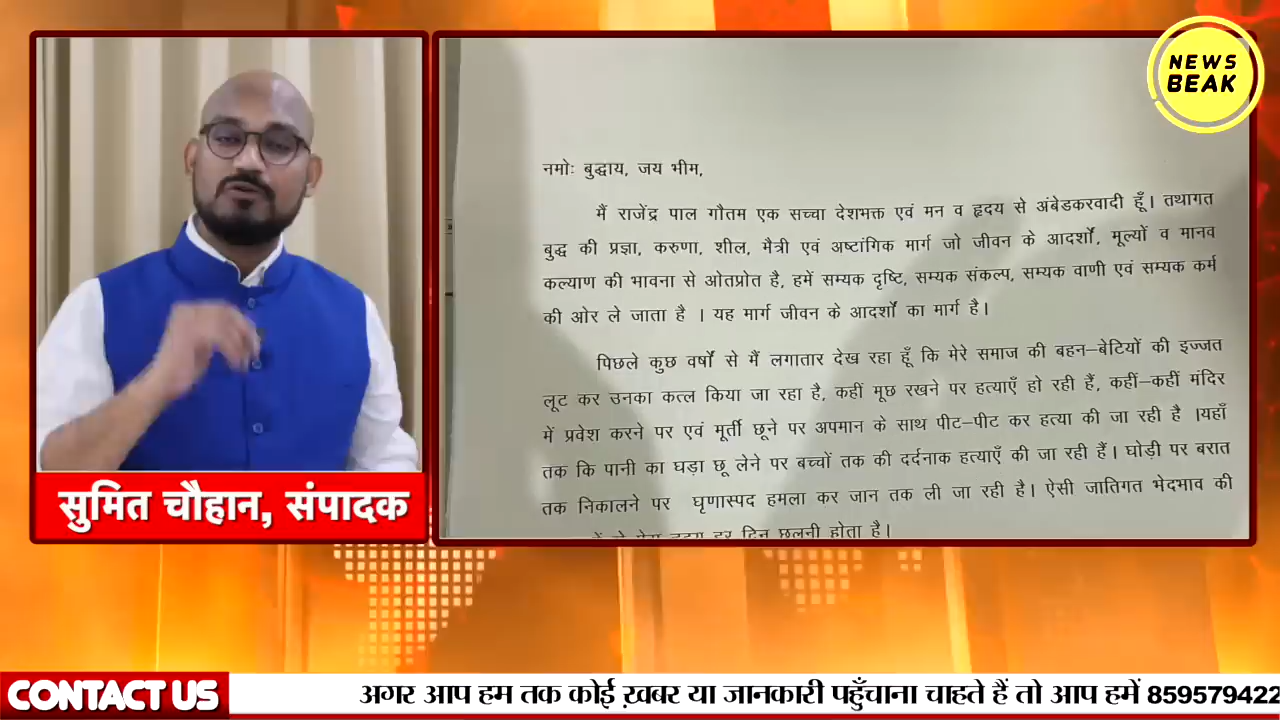 NEWS
BEAK
नमोः बुद्धाय, जय भीम,
मैं राजेंद्र पाल गौतम एक सच्चा देशभक्त एवं मन व हृदय से अंबेडकरवादी हूँ। तथागत
बुद्ध की प्रज्ञा, करुणा, शील, मैत्री एवं अष्टांगिक मार्ग जो जीवन के आदर्शों, मूल्यों व मानव
कल्याण की भावना से ओतप्रोत है, हमें सम्यक दृष्टि, सम्यक संकल्प, सम्यक वाणी एवं सम्यक कर्म
की ओर ले जाता है । यह मार्ग जीवन के आदर्शों का मार्ग है।
पिछले कुछ वर्षों से मैं लगातार देख रहा हूँ कि मेरे समाज की बहन–बेटियों की इज्जत
लूट कर उनका कत्ल किया जा रहा है, कहीं मूछ रखने पर हत्याएँ हो रही हैं, कहीं–कहीं मंदिर
में प्रवेश करने पर एवं मूर्ती छूने पर अपमान के साथ पीट–पीट कर हत्या की जा रही है ।यहाँ
तक कि पानी का घड़ा छू लेने पर बच्चों तक की दर्दनाक हत्याएँ की जा रही हैं। घोड़ी पर बरात
तक निकालने पर घृणास्पद हमला कर जान तक ली जा रही है। ऐसी जातिगत भेदभाव की
हर दिन छलनी होता है।
सुमित चौहान, संपादक
CONTACT US
अगर आप हम तक कोई ख़बर या जानकारी पहुँचाना चाहते हैं तो आप हमें 859579422